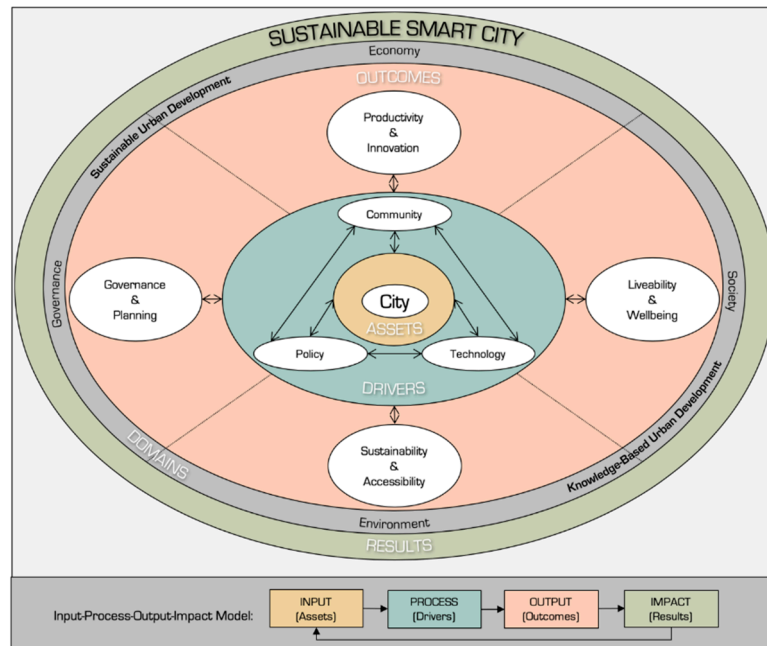 SUSTAINABLE SMART CITY
Economy
OUTCOMES
Sustainable Urban Development
Productivity
&
Innovation
Community
Governance
Governance
&
Planning
City
ASSETS
Liveability
&
Wellbeing
Society
Policy
Technology
DRIVERS
Sustainability
&
Accessibility
DOMAINS
Knowledge-Based Urban Development
Environment
RESULTS
Input-Process-Output-Impact Model:
INPUT
(Assets)
PROCESS
(Drivers)
OUTPUT
(Outcomes)
IMPACT
(Results)